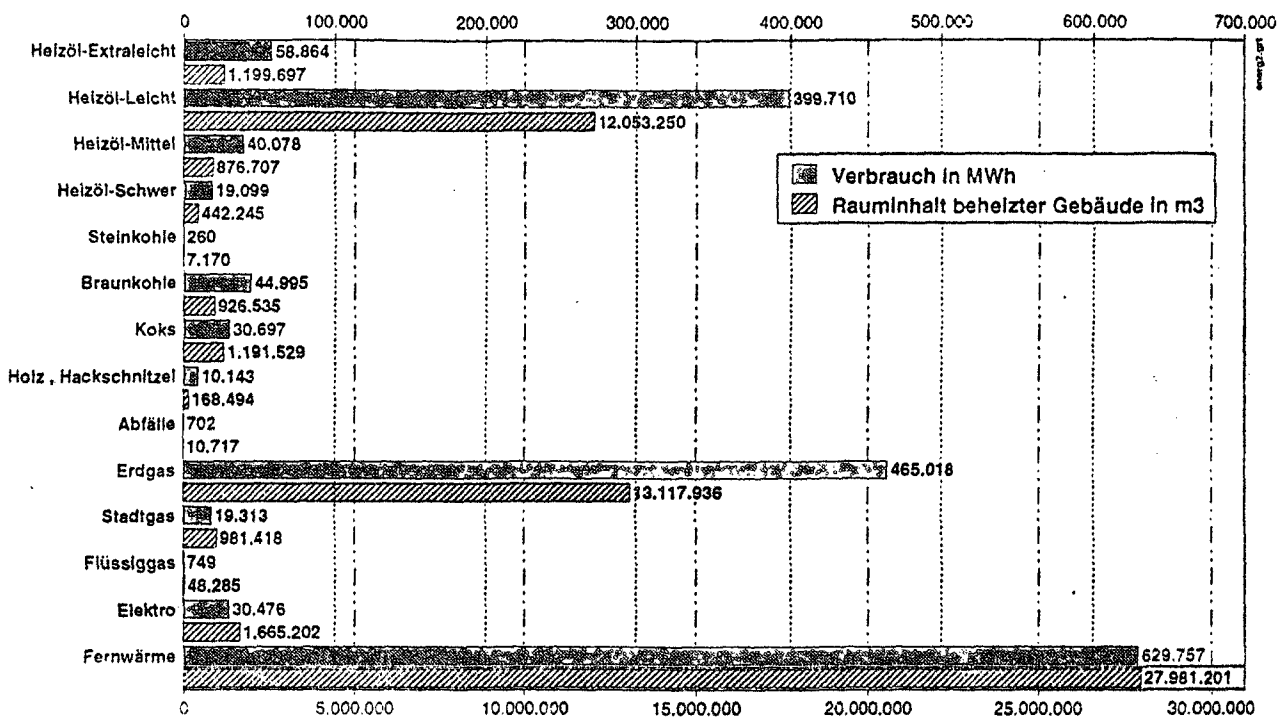 0 100.000 200.000 300.000 400.000 500.000 600.000 700.000
energ2.grt
Heizöl-Extraleicht 58.864
1.199.697
Heizöl-Leicht 399.710
12.053.250
Heizöl-Mittel 40.078
876.707
Heizöl-Schwer 19.099
442.245
Steinkohle 260
7.170
Braunkohle 44.995
926.535
Koks 30.697
1.191.529
Holz , Hackschnitzel 10.143
168.494
Abfälle 702
10.717
Erdgas 465.018
13.117.936
Stadtgas 19.313
981.418
Flüssiggas 749
48.285
Elektro 30.476
1.665.202
Fernwärme 629.757
27.981.201
0 5.000.000 10.000.000 15.000.000 20.000.000 25.000.000 30.000.000
Verbrauch in MWh
Rauminhalt beheizter Gebäude in m3